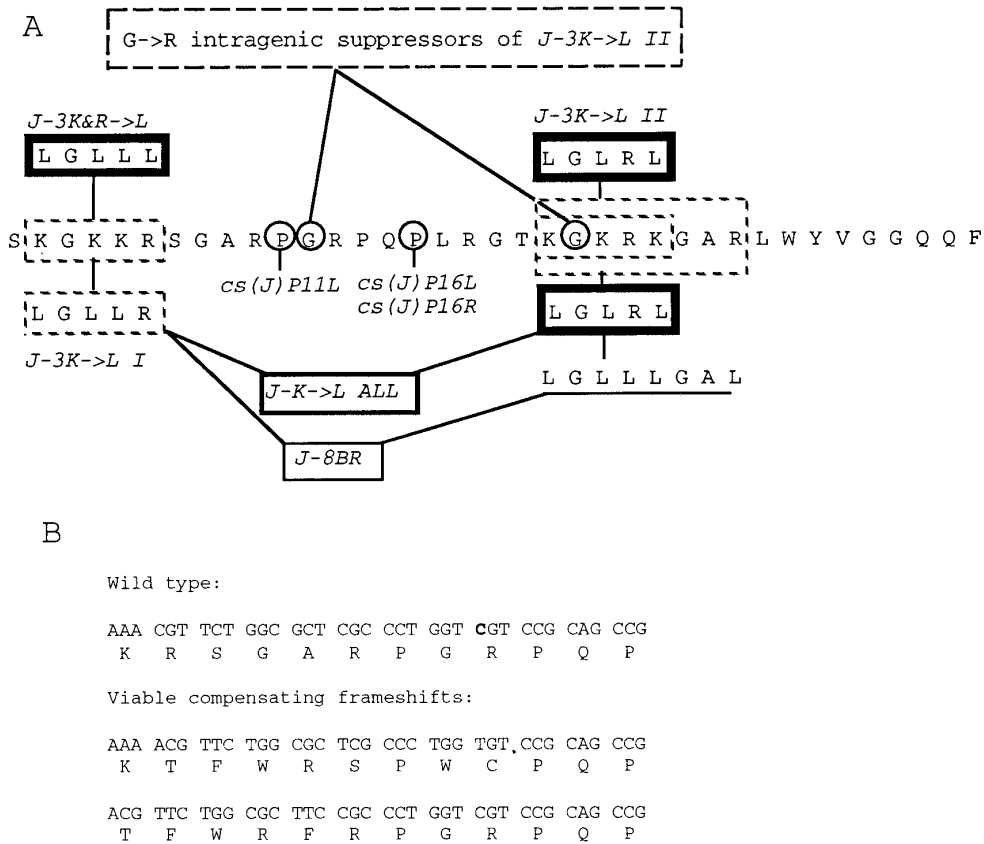 A
G->R intragenic suppressors of J-3K->L II
J-3K&R->L
J-3K->L II
L G L L L
L G L R L
S K G K K R S G A R P G R P Q P L R G T K G K R K G A R L W Y V G G Q Q F
cs(J)P11L
cs(J)P16L
cs(J)P16R
L G L L R
L G L R L
J-3K->L I
J-K->L ALL
L G L L L G A L
J-8BR
B
Wild type:
AAA CGT TCT GGC GCT CGC CCT GGT CGT CCG CAG CCG
K R S G A R P G R P Q P
Viable compensating frameshifts:
AAA ACG TTC TGG CGC TCG CCC TGG TGT CCG CAG CCG
K T F W R S P W C P Q P
ACG TTC TGG CGC TTC CGC CCT GGT CGT CCG CAG CCG
T F W R F R P G R P Q P